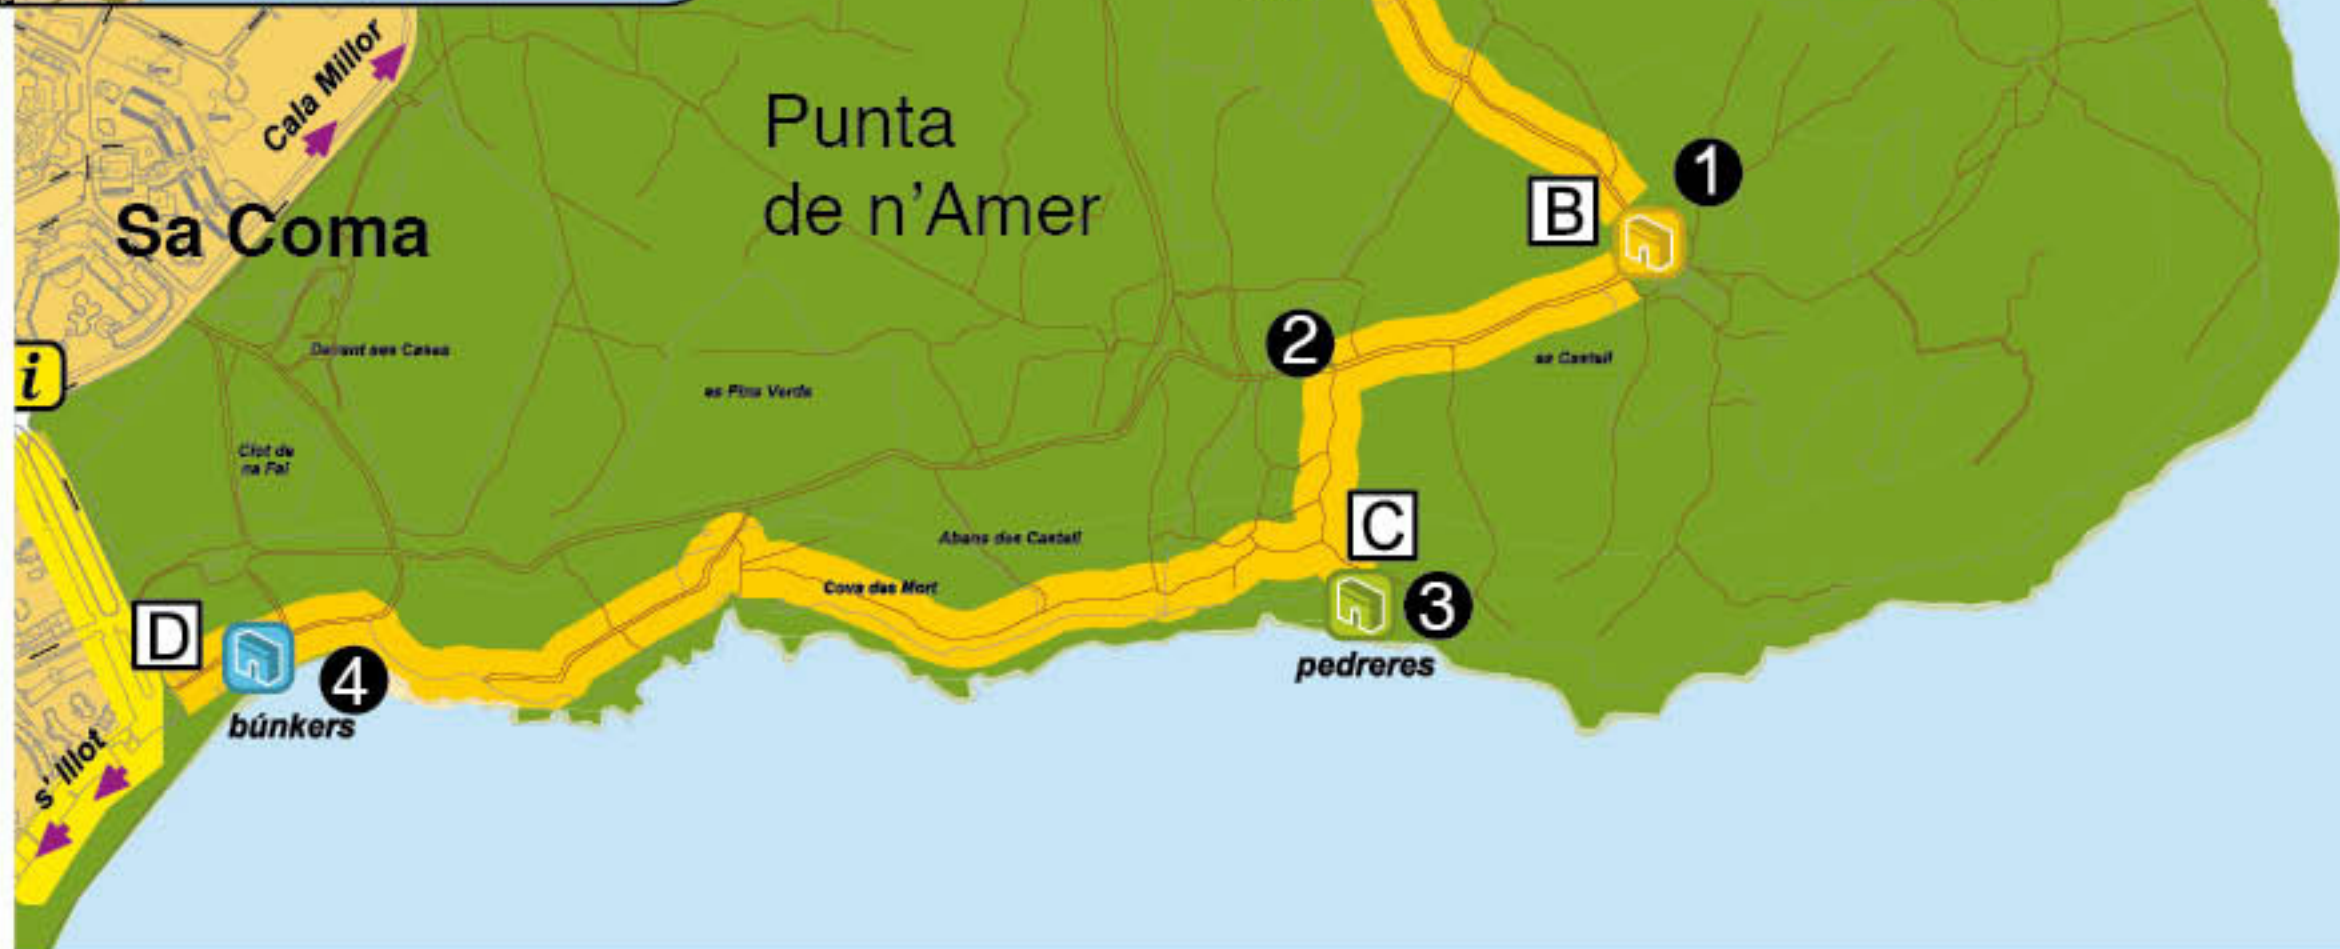 Cala Millor
Punta
de n'Amer
1
B
Sa Coma
2
Davant ses Cases
es Castell
i
es Pins Verds
Clot de
na Fai
C
Abans des Castell
Cova des Mort
3
D
pedreres
4
búnkers
s'Illot